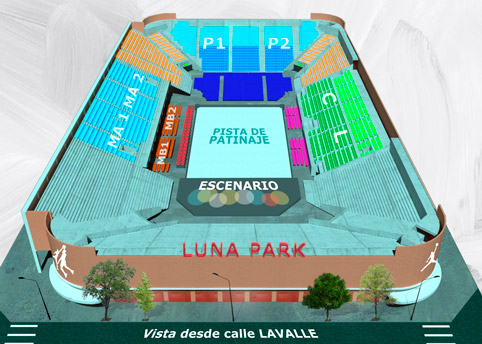 P1 P2
MA 1 MA 2
MB1 MB2
C L
PISTA DE
PATINAJE
ESCENARIO
LUNA PARK
Vista desde calle LAVALLE